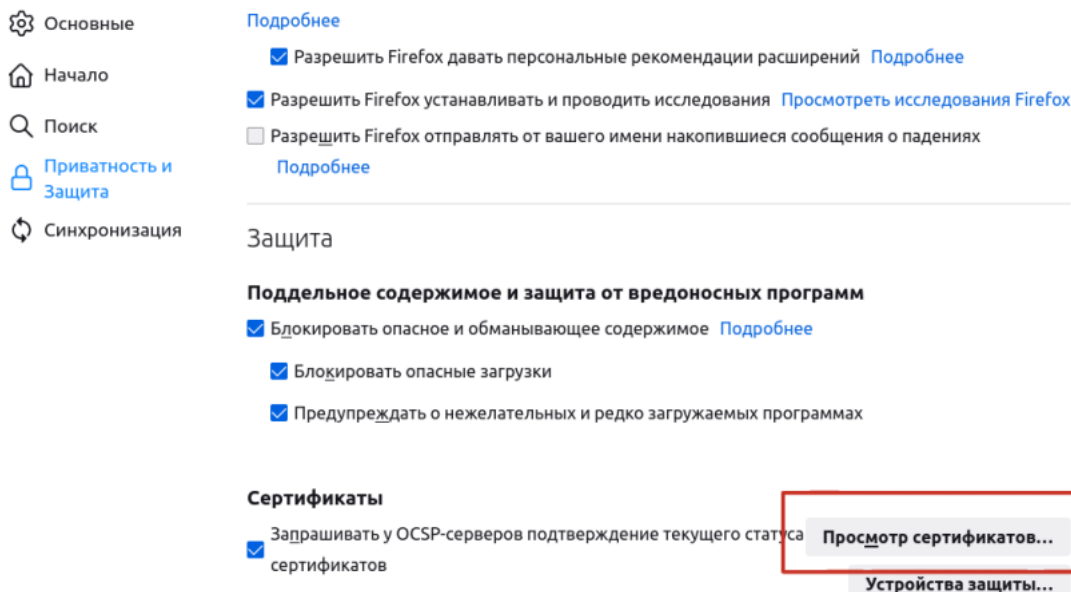 Основные
Начало
Поиск
Приватность и
Защита
Синхронизация
Подробнее
Разрешить Firefox давать персональные рекомендации расширений Подробнее
Разрешить Firefox устанавливать и проводить исследования Просмотреть исследования Firefox
Разрешить Firefox отправлять от вашего имени накопившиеся сообщения о падениях
Подробнее
Защита
Поддельное содержимое и защита от вредоносных программ
Блокировать опасное и обманывающее содержимое Подробнее
Блокировать опасные загрузки
Предупреждать о нежелательных и редко загружаемых программах
Сертификаты
Запрашивать у OCSP-серверов подтверждение текущего статуса
сертификатов
Просмотр сертификатов...
Устройства защиты...